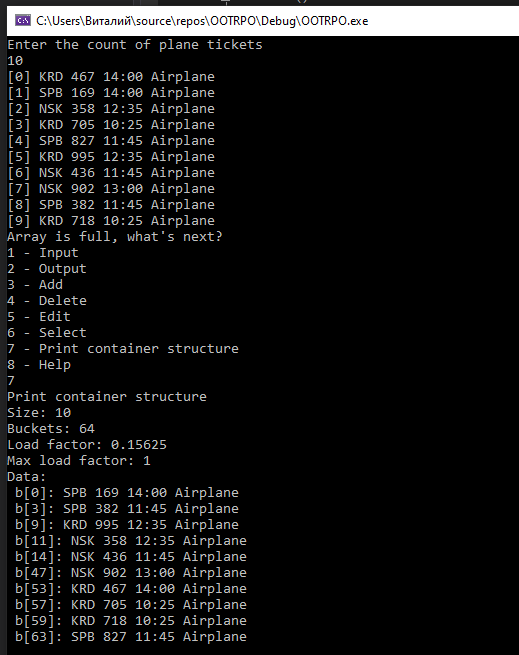 C:\Users\Виталий\source\repos\OOTRPO\Debug\OOTRPO.exe
Enter the count of plane tickets
10
[0] KRD 467 14:00 Airplane
[1] SPB 169 14:00 Airplane
[2] NSK 358 12:35 Airplane
[3] KRD 705 10:25 Airplane
[4] SPB 827 11:45 Airplane
[5] KRD 995 12:35 Airplane
[6] NSK 436 11:45 Airplane
[7] NSK 902 13:00 Airplane
[8] SPB 382 11:45 Airplane
[9] KRD 718 10:25 Airplane
Array is full, what's next?
1 - Input
2 - Output
3 - Add
4 - Delete
5 - Edit
6 - Select
7 - Print container structure
8 - Help
7
Print container structure
Size: 10
Buckets: 64
Load factor: 0.15625
Max load factor: 1
Data:
b[0]: SPB 169 14:00 Airplane
b[3]: SPB 382 11:45 Airplane
b[9]: KRD 995 12:35 Airplane
b[11]: NSK 358 12:35 Airplane
b[14]: NSK 436 11:45 Airplane
b[47]: NSK 902 13:00 Airplane
b[53]: KRD 467 14:00 Airplane
b[57]: KRD 705 10:25 Airplane
b[59]: KRD 718 10:25 Airplane
b[63]: SPB 827 11:45 Airplane